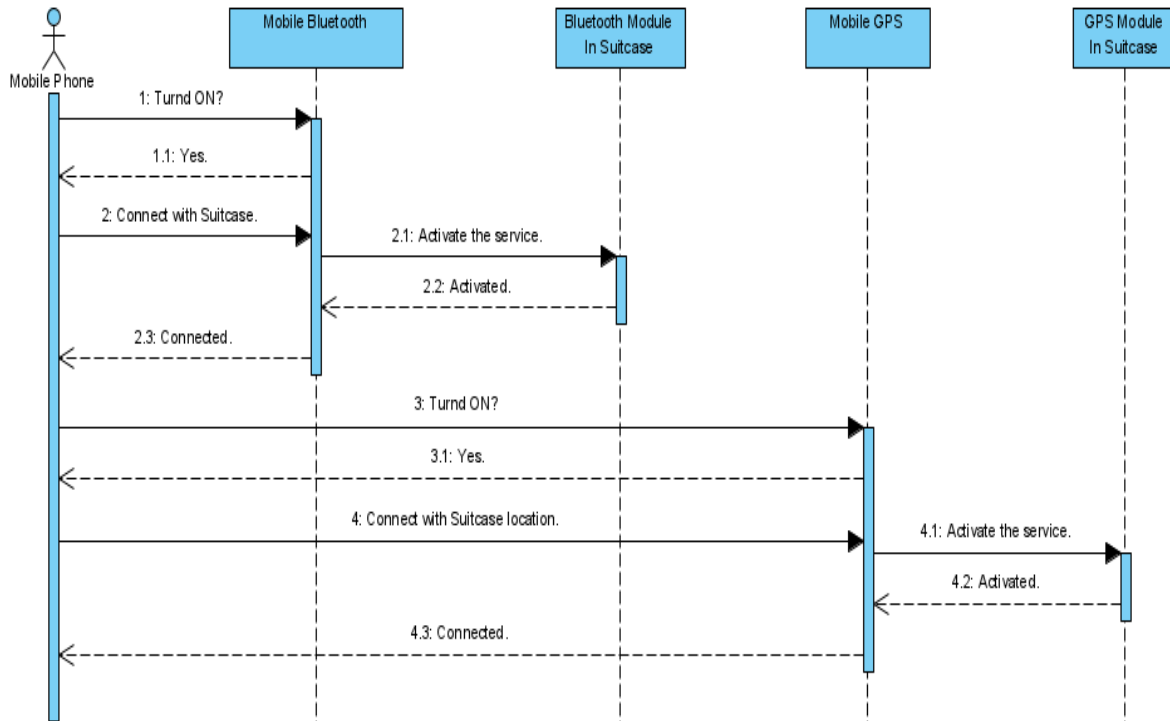 Mobile Bluetooth
Bluetooth Module
In Suitcase
Mobile GPS
GPS Module
In Suitcase
Mobile Phone
1: Turnd ON?
1.1: Yes.
2: Connect with Suitcase.
2.1: Activate the service.
2.2: Activated.
2.3: Connected.
3: Turnd ON?
3.1: Yes.
4: Connect with Suitcase location.
4.1: Activate the service.
4.2: Activated.
4.3: Connected.